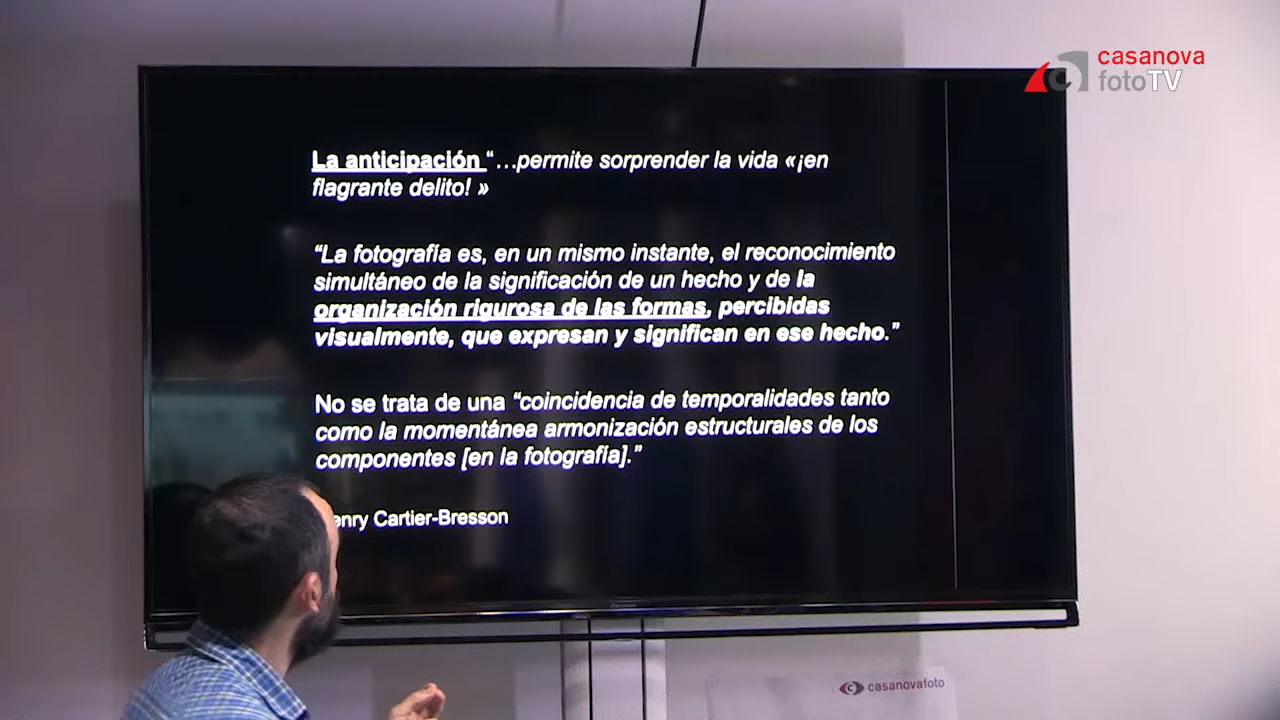 casanova
fotoTV
La anticipación “…permite sorprender la vida «¡en
flagrante delito! »
“La fotografía es, en un mismo instante, el reconocimiento
simultáneo de la significación de un hecho y de la
organización rigurosa de las formas, percibidas
visualmente, que expresan y significan en ese hecho.”
No se trata de una “coincidencia de temporalidades tanto
como la momentánea armonización estructurales de los
componentes [en la fotografía].”
enry Cartier-Bresson
Panasonic
casanovafoto